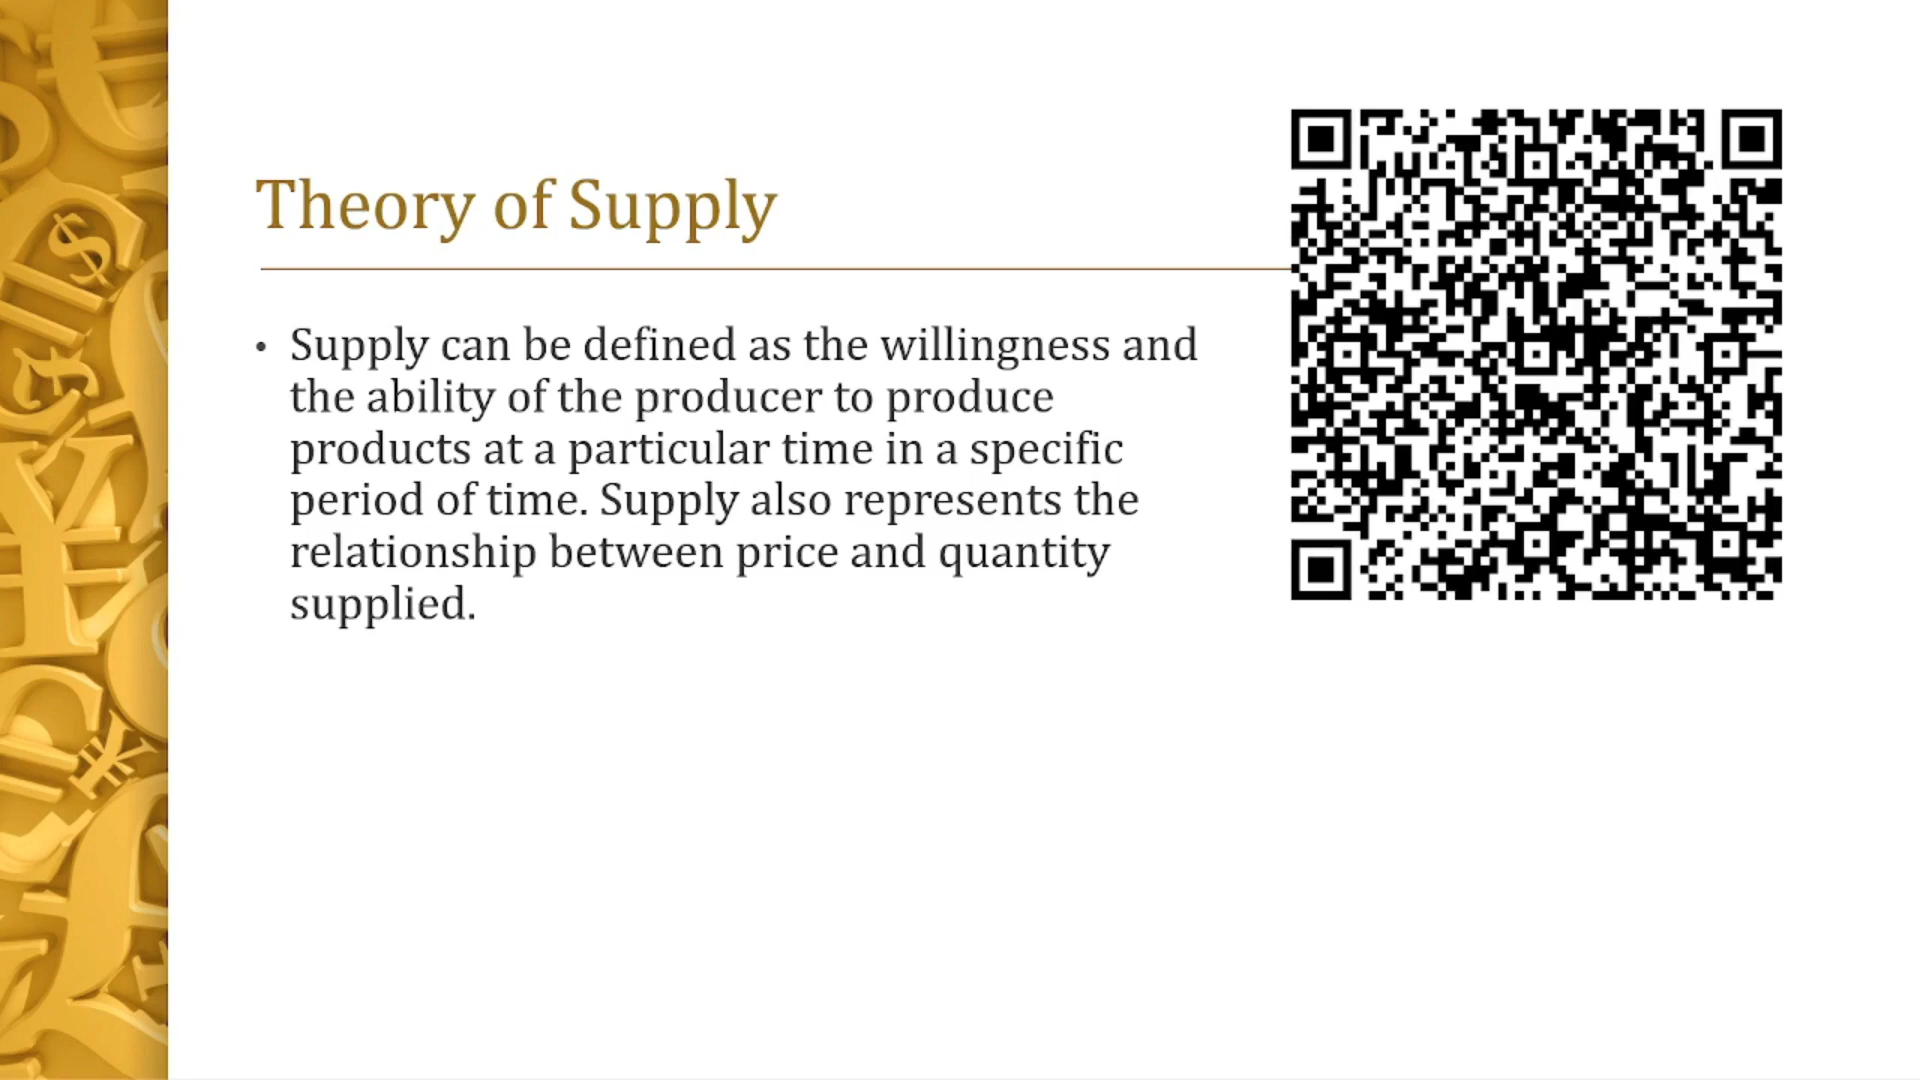 Theory of Supply
• Supply can be defined as the willingness and
the ability of the producer to produce
products at a particular time in a specific
period of time. Supply also represents the
relationship between price and quantity
supplied.